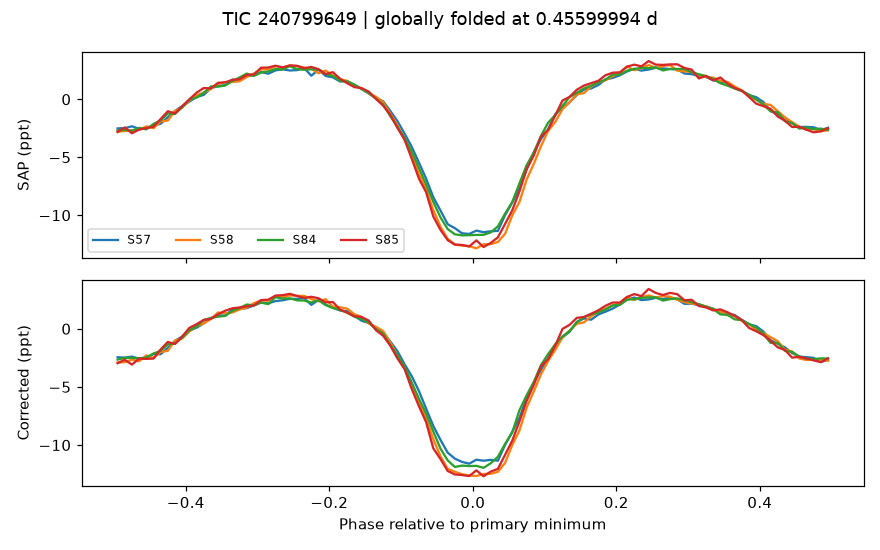 TIC 240799649 | globally folded at 0.45599994 d
SAP (ppt)
0
−5
−10
S57 S58 S84 S85
Corrected (ppt)
0
−5
−10
−0.4 −0.2 0.0 0.2 0.4
Phase relative to primary minimum